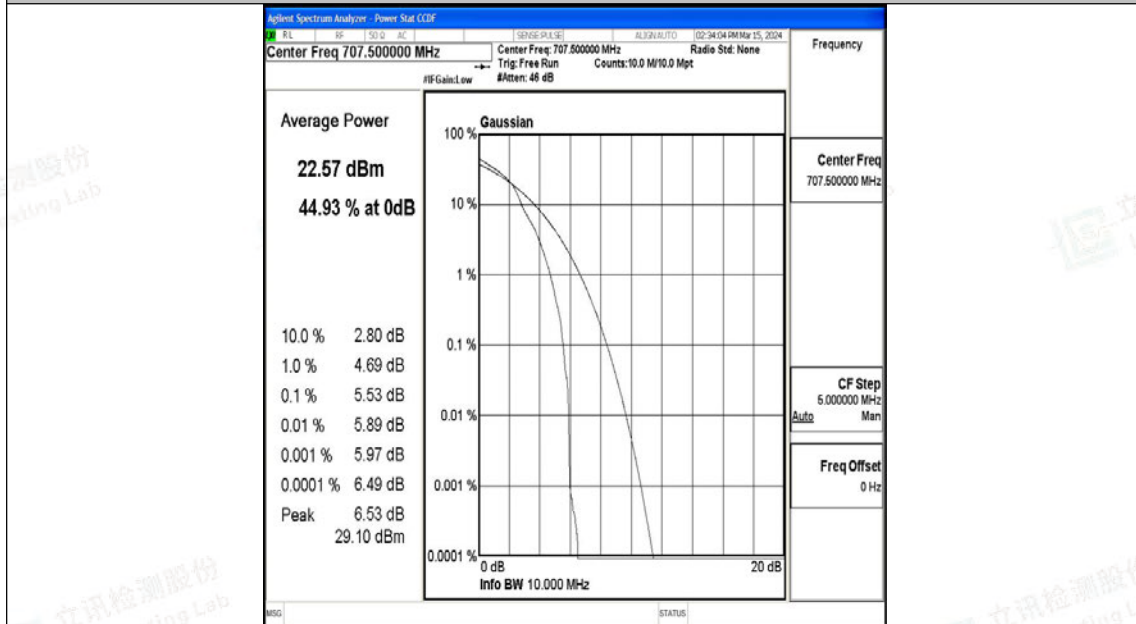 Agilent Spectrum Analyzer - Power Stat CCDF
RL RF 50 Ω AC SENSE:PULSE ALIGNAUTO 02:34:04 PM Mar 15, 2024
Center Freq 707.500000 MHz
Center Freq: 707.500000 MHz Radio Std: None
Trig: Free Run Counts:10.0 M/10.0 Mpt
#IFGain:Low #Atten: 46 dB
Frequency
Average Power
22.57 dBm
44.93 % at 0dB
10.0 % 2.80 dB
1.0 % 4.69 dB
0.1 % 5.53 dB
0.01 % 5.89 dB
0.001 % 5.97 dB
0.0001 % 6.49 dB
Peak 6.53 dB
29.10 dBm
Gaussian
100 %
10 %
1 %
0.1 %
0.01 %
0.001 %
0.0001 %
0 dB 20 dB
Info BW 10.000 MHz
Center Freq
707.500000 MHz
CF Step
5.000000 MHz
Auto Man
Freq Offset
0 Hz
MSG STATUS
立讯检测股份